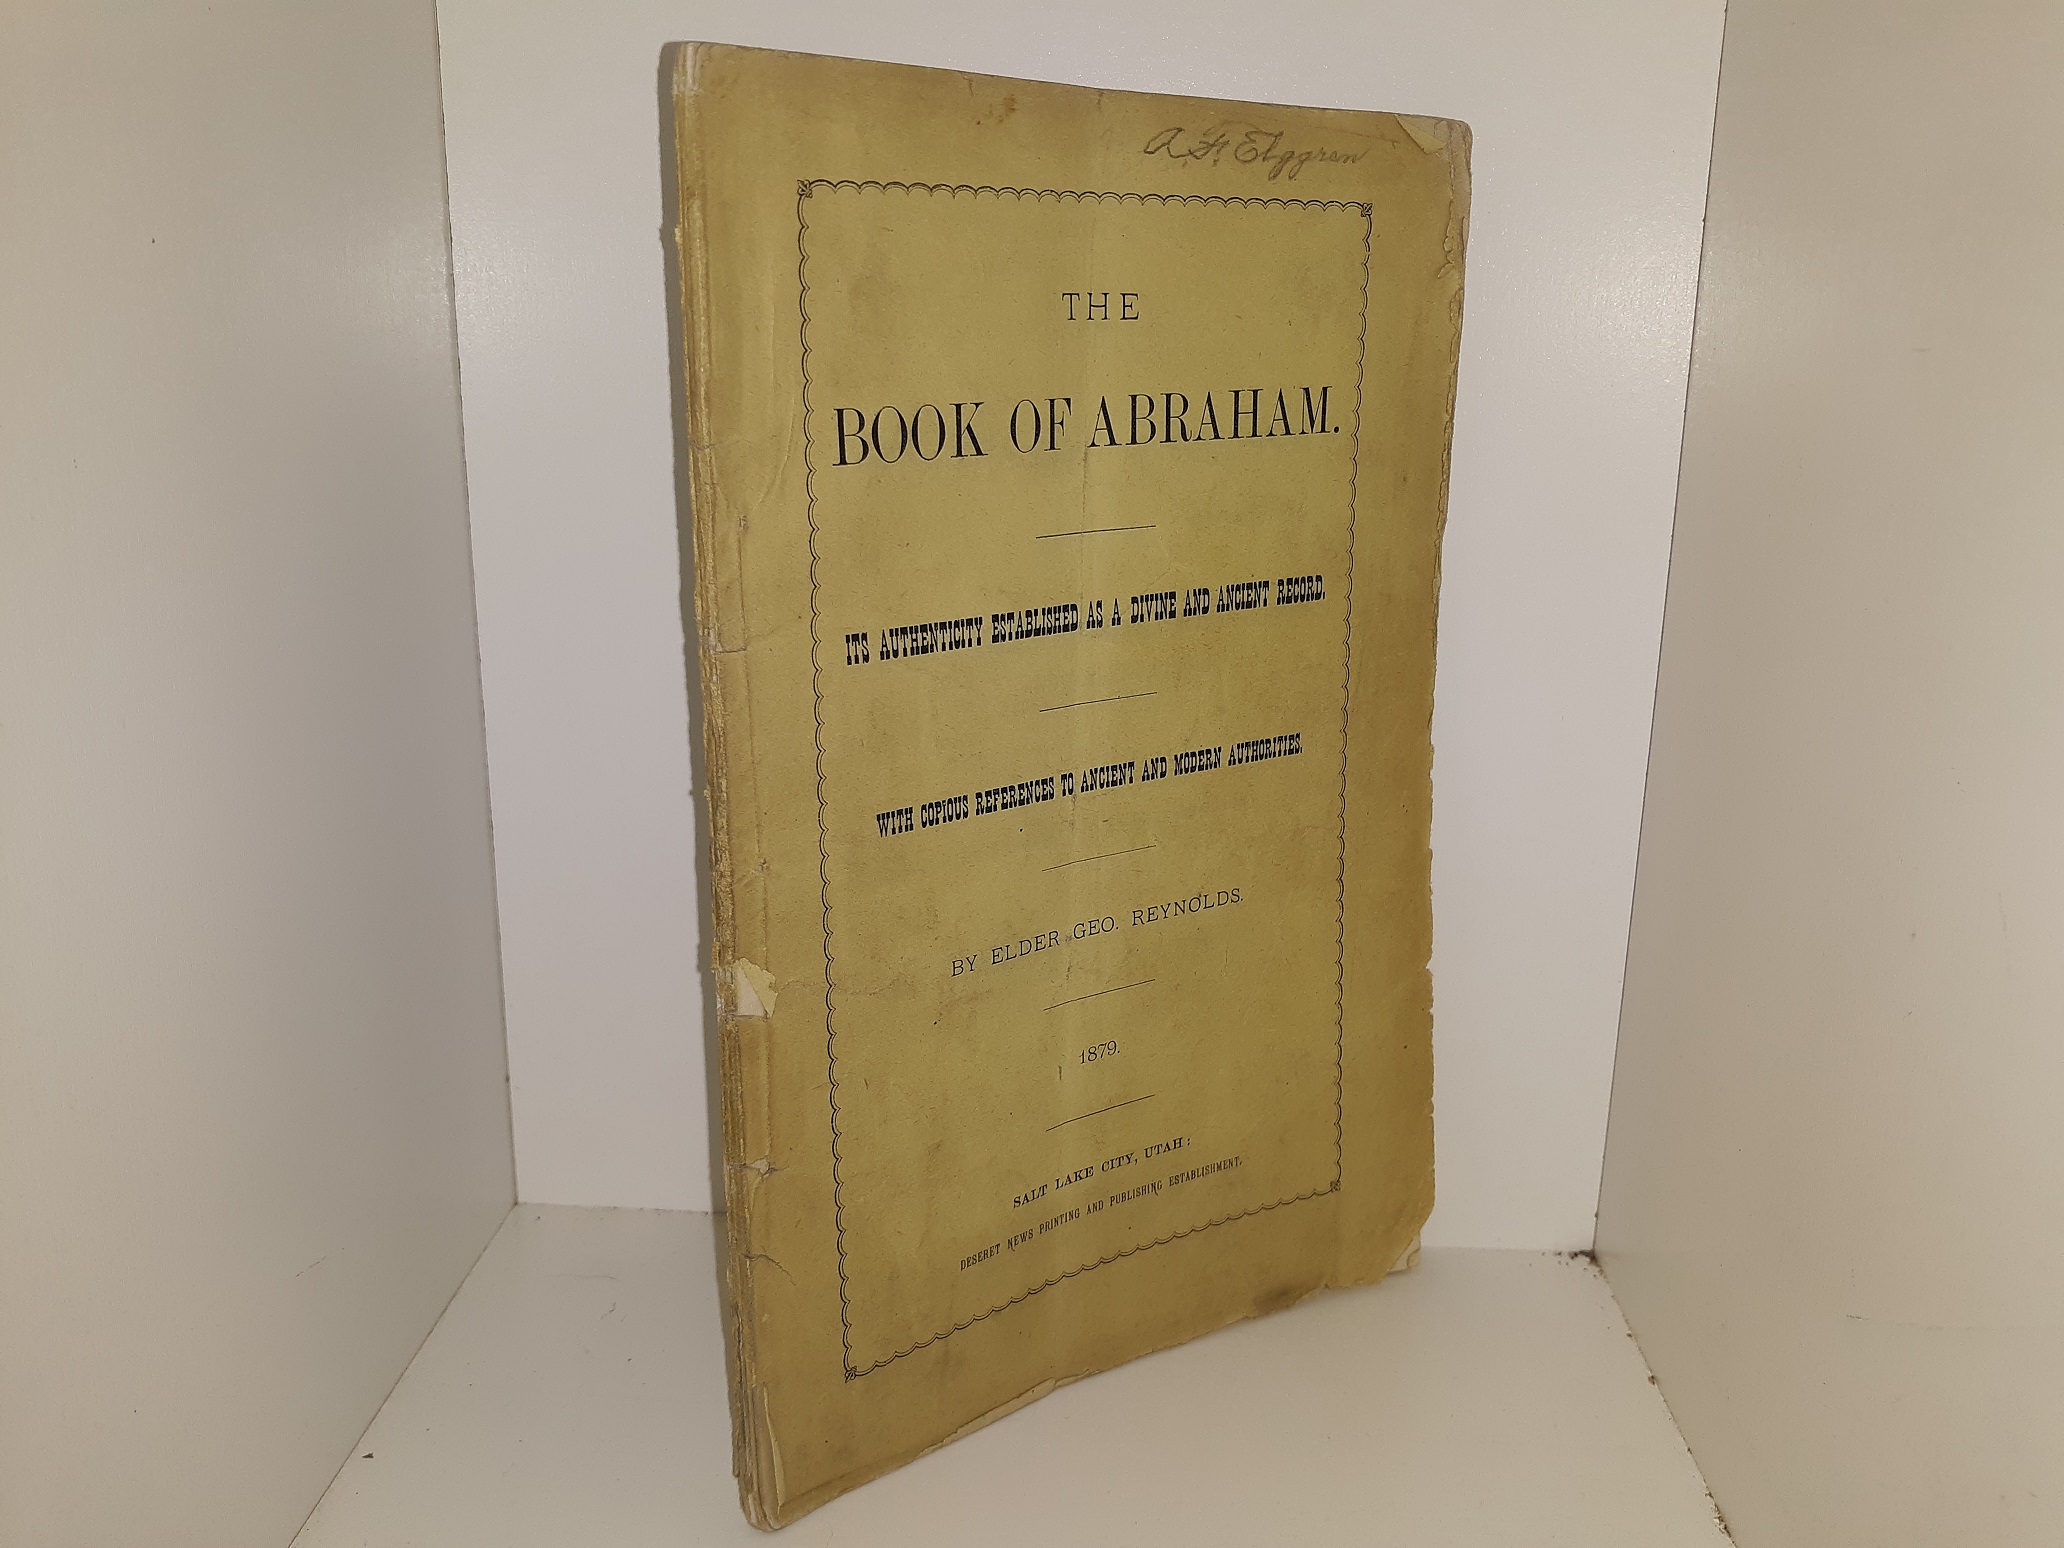 A. F. Elggren
THE
BOOK OF ABRAHAM.
ITS AUTHENTICITY ESTABLISHED AS A DIVINE AND ANCIENT RECORD.
WITH COPIOUS REFERENCES TO ANCIENT AND MODERN AUTHORITIES.
BY ELDER GEO. REYNOLDS.
1879.
SALT LAKE CITY, UTAH:
DESERET NEWS PRINTING AND PUBLISHING ESTABLISHMENT.